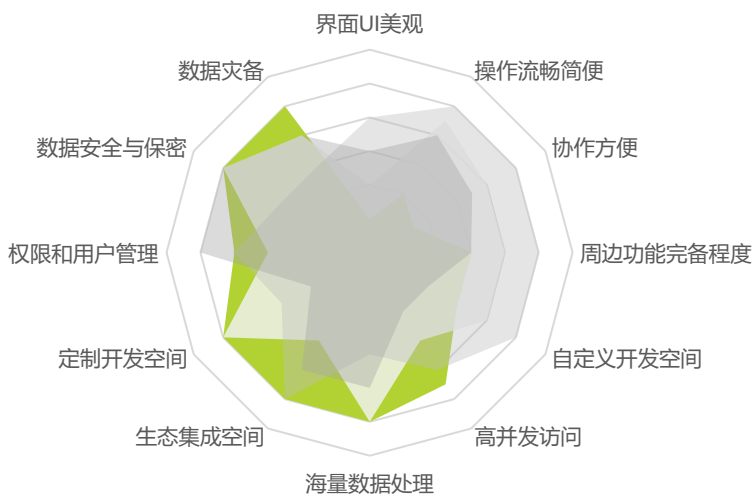 界面UI美观
数据灾备
操作流畅简便
数据安全与保密
协作方便
权限和用户管理
周边功能完备程度
定制开发空间
自定义开发空间
生态集成空间
高并发访问
海量数据处理